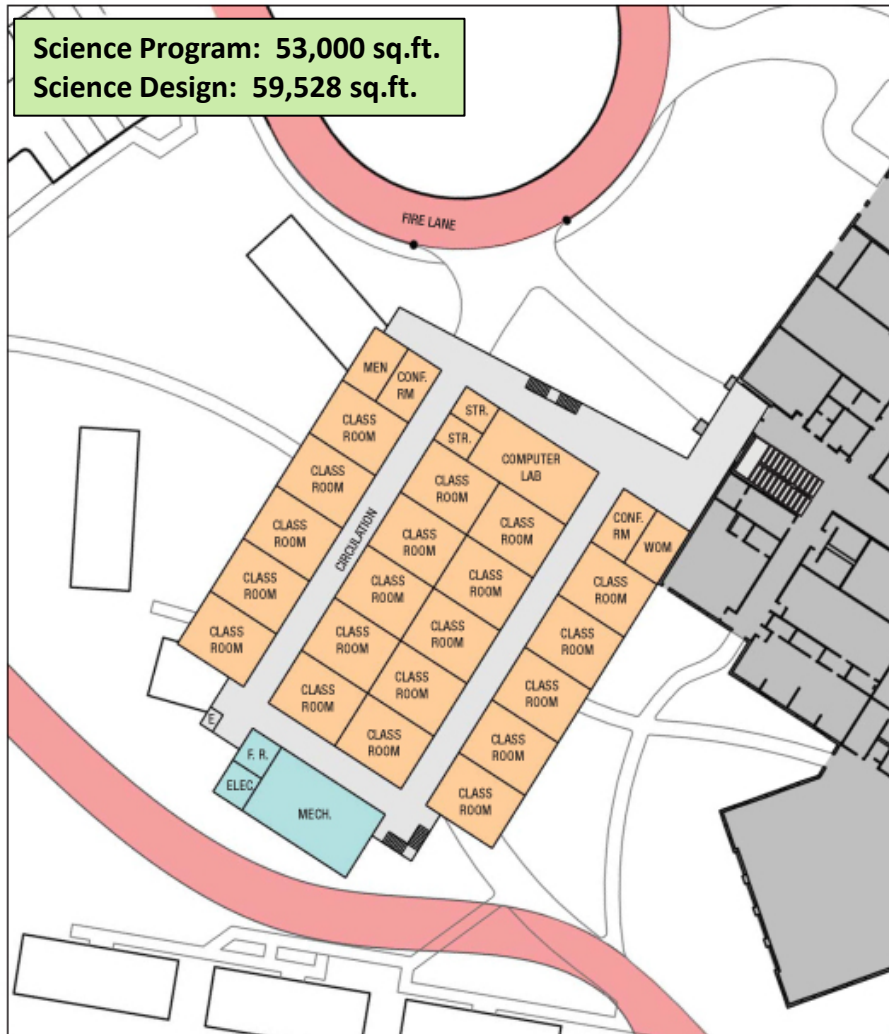 Science Program: 53,000 sq.ft.
Science Design: 59,528 sq.ft.
FIRE LANE
MEN
CONF.
RM
CLASS
ROOM
CLASS
ROOM
CLASS
ROOM
CLASS
ROOM
CLASS
ROOM
CIRCULATION
STR.
STR.
COMPUTER
LAB
CLASS
ROOM
CLASS
ROOM
CLASS
ROOM
CLASS
ROOM
CLASS
ROOM
CLASS
ROOM
CLASS
ROOM
CLASS
ROOM
CLASS
ROOM
CLASS
ROOM
CONF.
RM
WOM
CLASS
ROOM
CLASS
ROOM
CLASS
ROOM
CLASS
ROOM
CLASS
ROOM
E
F. R.
ELEC.
MECH.